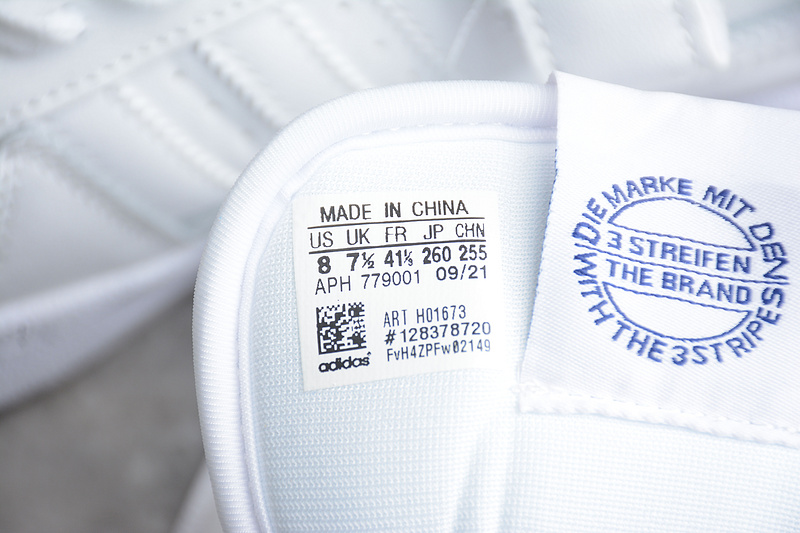 MADE IN CHINA
US UK FR JP CHN
8 7½ 41⅓ 260 255
APH 779001 09/21
ART H01673
#128378720
FvH4ZPFw02149
adidas
DIE MARKE MIT DEN
3 STREIFEN
THE BRAND
WITH THE 3 STRIPES